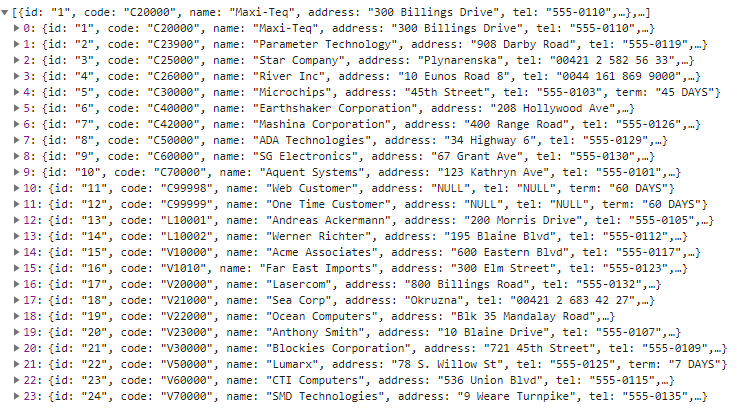 [{id: "1", code: "C20000", name: "Maxi-Teq", address: "300 Billings Drive", tel: "555-0110",…},…]
0: {id: "1", code: "C20000", name: "Maxi-Teq", address: "300 Billings Drive", tel: "555-0110",…}
1: {id: "2", code: "C23900", name: "Parameter Technology", address: "908 Darby Road", tel: "555-0119",…}
2: {id: "3", code: "C25000", name: "Star Company", address: "Plynarenska", tel: "00421 2 582 56 33",…}
3: {id: "4", code: "C26000", name: "River Inc", address: "10 Eunos Road 8", tel: "0044 161 869 9000",…}
4: {id: "5", code: "C30000", name: "Microchips", address: "45th Street", tel: "555-0103", term: "45 DAYS"}
5: {id: "6", code: "C40000", name: "Earthshaker Corporation", address: "208 Hollywood Ave",…}
6: {id: "7", code: "C42000", name: "Mashina Corporation", address: "400 Range Road", tel: "555-0126",…}
7: {id: "8", code: "C50000", name: "ADA Technologies", address: "34 Highway 6", tel: "555-0129",…}
8: {id: "9", code: "C60000", name: "SG Electronics", address: "67 Grant Ave", tel: "555-0130",…}
9: {id: "10", code: "C70000", name: "Aquent Systems", address: "123 Kathryn Ave", tel: "555-0101",…}
10: {id: "11", code: "C99998", name: "Web Customer", address: "NULL", tel: "NULL", term: "60 DAYS"}
11: {id: "12", code: "C99999", name: "One Time Customer", address: "NULL", tel: "NULL", term: "60 DAYS"}
12: {id: "13", code: "L10001", name: "Andreas Ackermann", address: "200 Morris Drive", tel: "555-0105",…}
13: {id: "14", code: "L10002", name: "Werner Richter", address: "195 Blaine Blvd", tel: "555-0112",…}
14: {id: "15", code: "V10000", name: "Acme Associates", address: "600 Eastern Blvd", tel: "555-0117",…}
15: {id: "16", code: "V1010", name: "Far East Imports", address: "300 Elm Street", tel: "555-0123",…}
16: {id: "17", code: "V20000", name: "Lasercom", address: "800 Billings Road", tel: "555-0132",…}
17: {id: "18", code: "V21000", name: "Sea Corp", address: "Okruzna", tel: "00421 2 683 42 27",…}
18: {id: "19", code: "V22000", name: "Ocean Computers", address: "Blk 35 Mandalay Road",…}
19: {id: "20", code: "V23000", name: "Anthony Smith", address: "10 Blaine Drive", tel: "555-0107",…}
20: {id: "21", code: "V30000", name: "Blockies Corporation", address: "721 45th Street", tel: "555-0109",…}
21: {id: "22", code: "V50000", name: "Lumarx", address: "78 S. Willow St", tel: "555-0125", term: "7 DAYS"}
22: {id: "23", code: "V60000", name: "CTI Computers", address: "536 Union Blvd", tel: "555-0115",…}
23: {id: "24", code: "V70000", name: "SMD Technologies", address: "9 Weare Turnpike", tel: "555-0135",…}